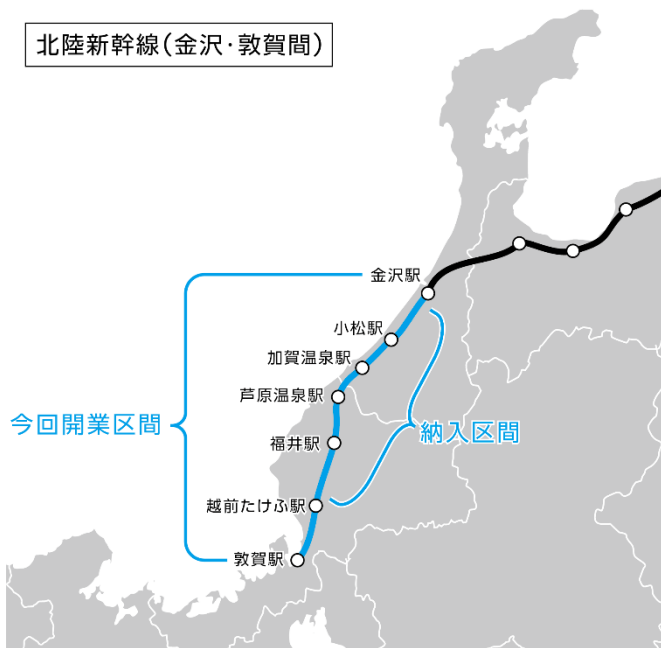 北陸新幹線(金沢・敦賀間)
金沢駅
小松駅
加賀温泉駅
芦原温泉駅
今回開業区間
納入区間
福井駅
越前たけふ駅
敦賀駅